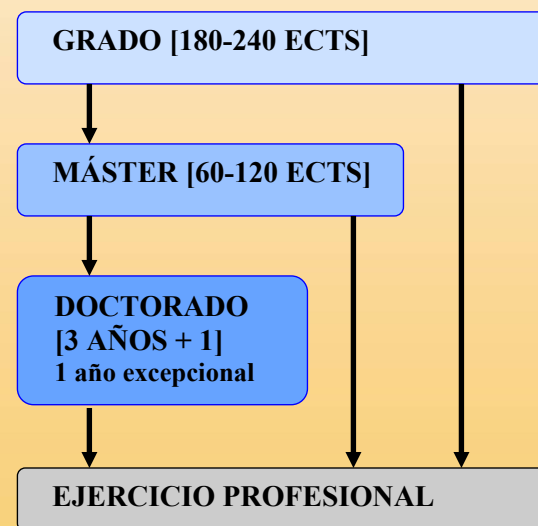 GRADO [180-240 ECTS]
MÁSTER [60-120 ECTS]
DOCTORADO
[3 AÑOS + 1]
1 año excepcional
EJERCICIO PROFESIONAL